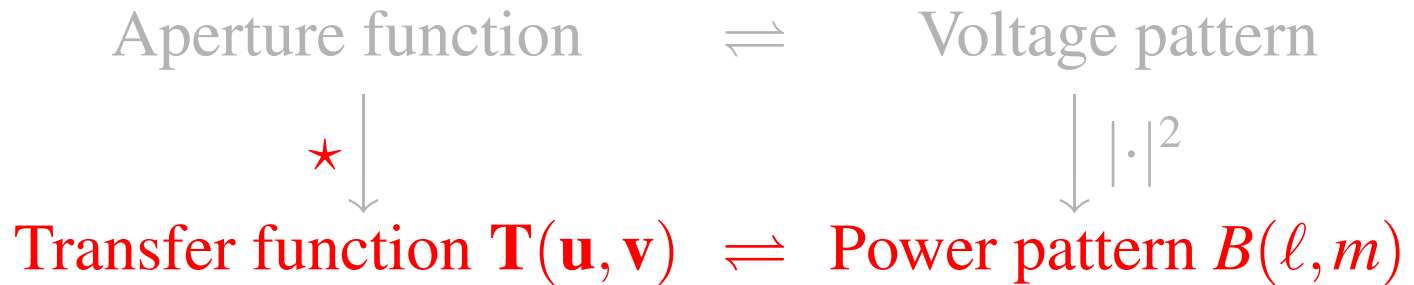 Aperture function ⇌ Voltage pattern
⋆ |·|²
Transfer function T(u,v) ⇌ Power pattern B(ℓ,m)